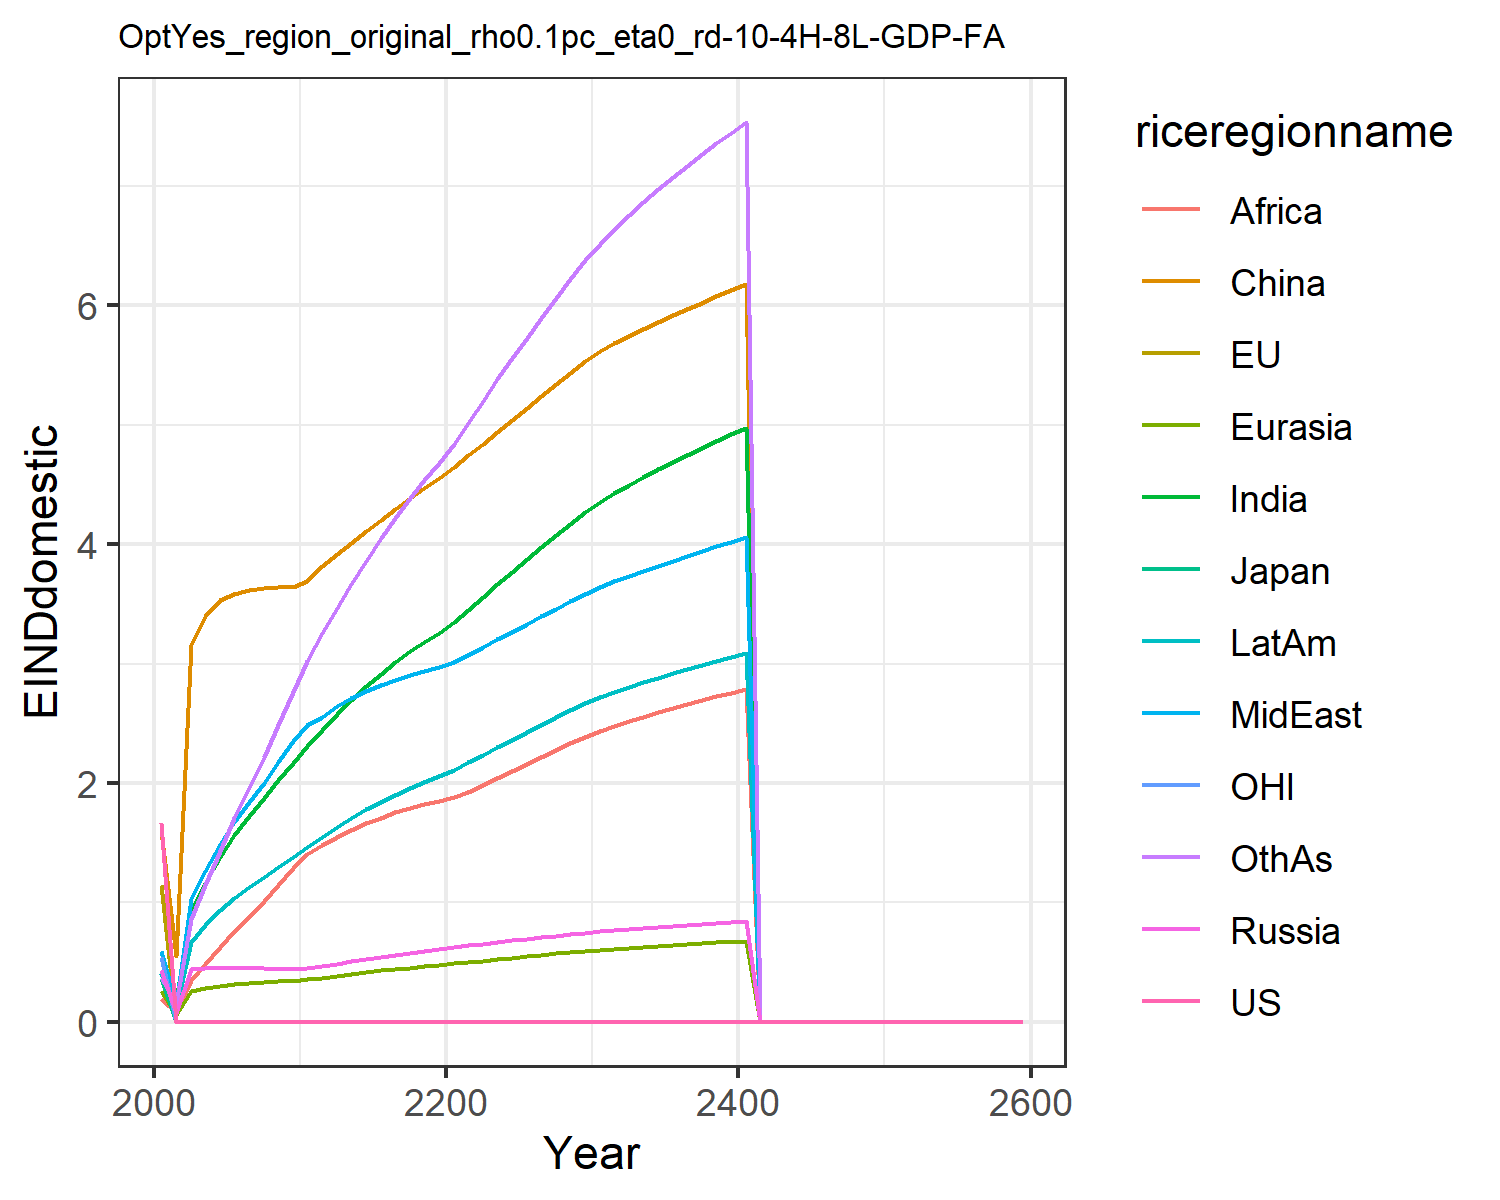 OptYes_region_original_rho0.1pc_eta0_rd-10-4H-8L-GDP-FA
EINDdomestic
6
4
2
0
2000
2200
2400
2600
Year
riceregionname
Africa
China
EU
Eurasia
India
Japan
LatAm
MidEast
OHI
OthAs
Russia
US